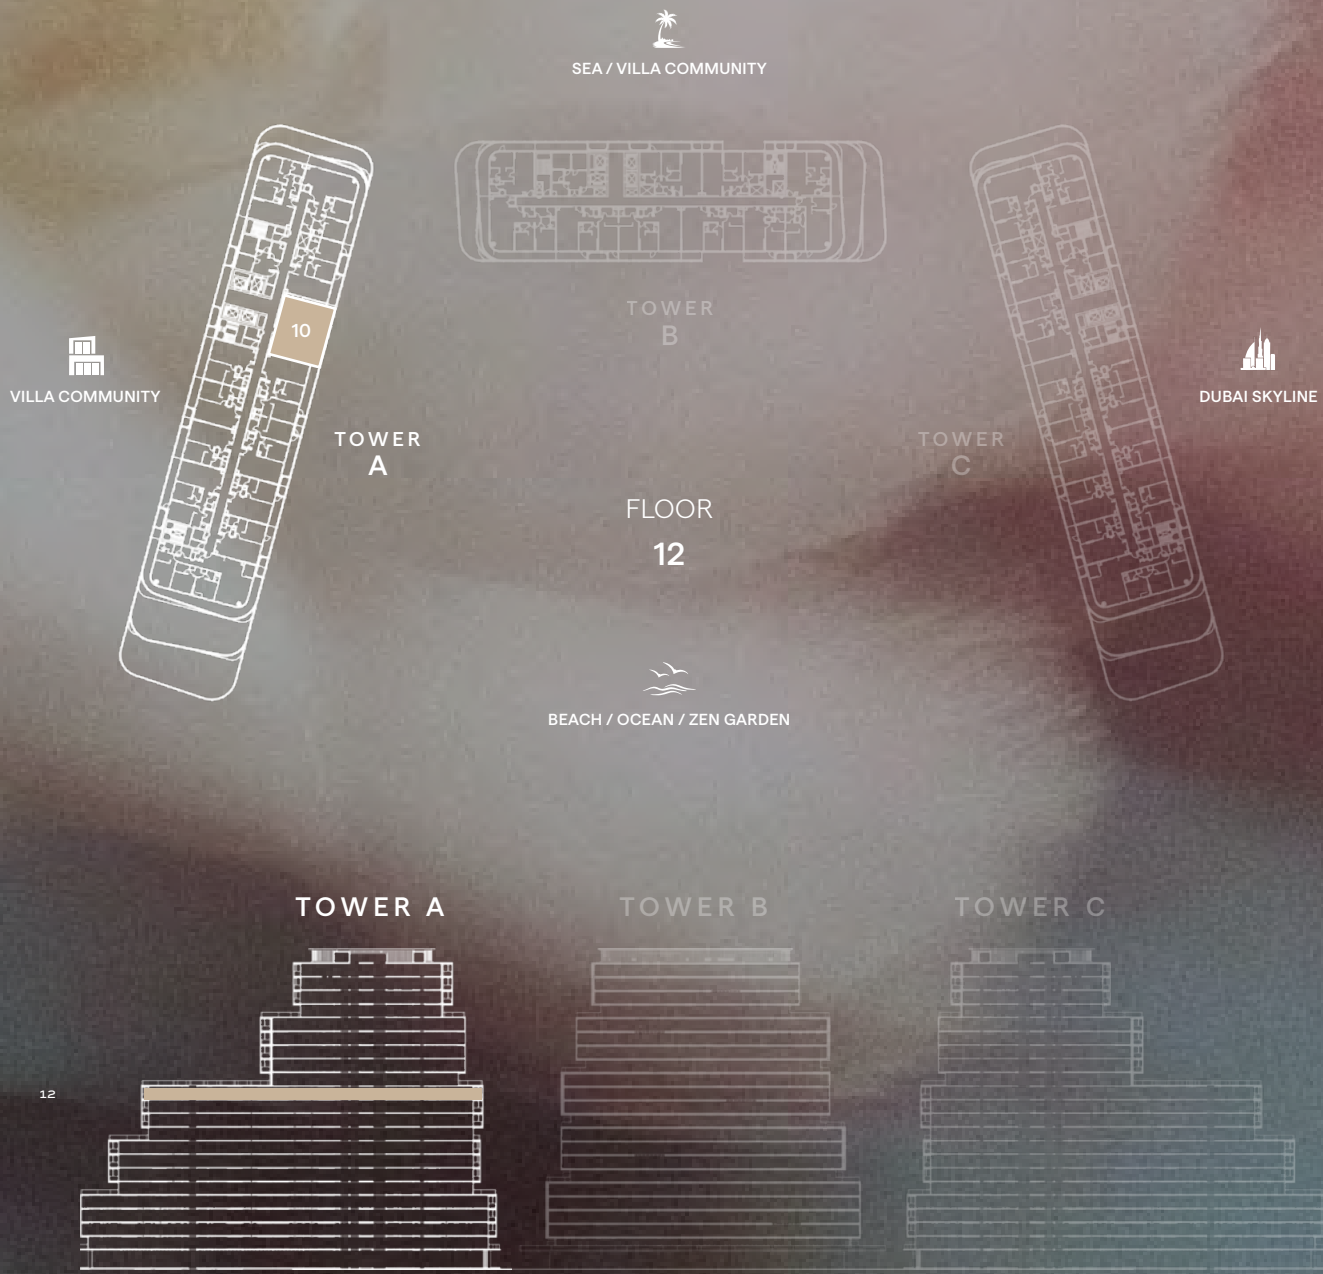 SEA / VILLA COMMUNITY
10
TOWER
B
VILLA COMMUNITY
DUBAI SKYLINE
TOWER
A
TOWER
C
FLOOR
12
BEACH / OCEAN / ZEN GARDEN
TOWER A
TOWER B
TOWER C
12